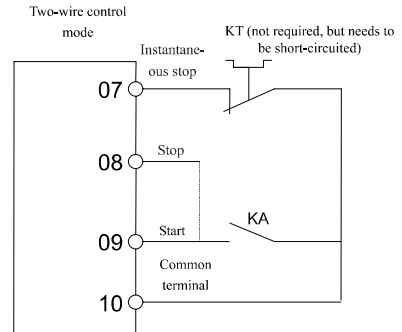 Two-wire control
mode
KT (not required, but needs to
be short-circuited)
Instantane-
ous stop
07
Stop
08
KA
Start
09
Common
terminal
10